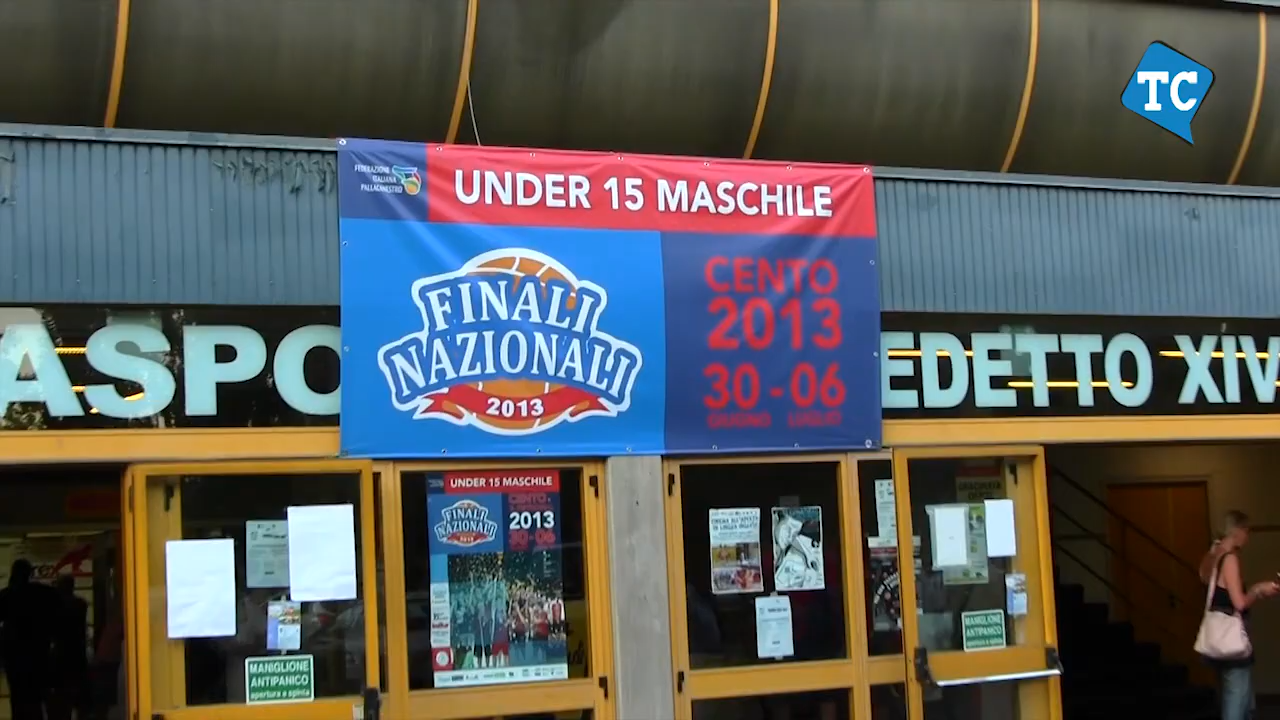 TC
FEDERAZIONE
ITALIANA
PALLACANESTRO
UNDER 15 MASCHILE
FINALI
NAZIONALI
2013
CENTO
2013
30 - 06
GIUGNO LUGLIO
ASPO
EDETTO XIV
UNDER 15 MASCHILE
FINALI
NAZIONALI
2013
CENTO
2013
30-06
MANIGLIONE
ANTIPANICO
apertura a spinta
MANIGLIONE
ANTIPANICO